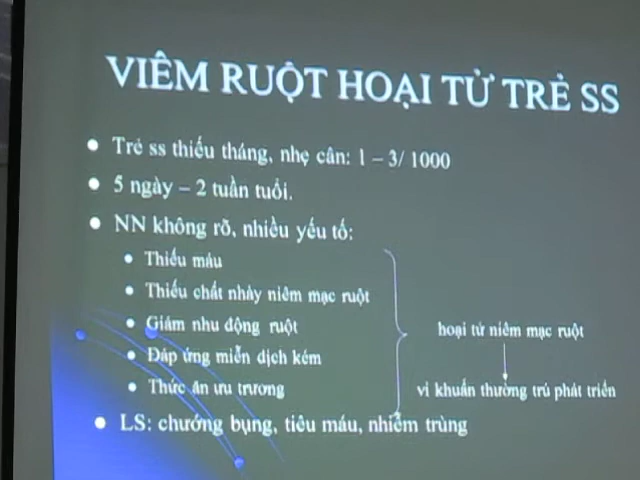 VIÊM RUỘT HOẠI TỬ TRẺ SS
Trẻ ss thiếu tháng, nhẹ cân: 1 – 3/ 1000
5 ngày – 2 tuần tuổi.
NN không rõ, nhiều yếu tố:
Thiếu máu
Thiếu chất nhày niêm mạc ruột
Giảm nhu động ruột
Đáp ứng miễn dịch kém
Thức ăn ưu trương
hoại tử niêm mạc ruột
vi khuẩn thường trú phát triển
LS: chướng bụng, tiêu máu, nhiễm trùng